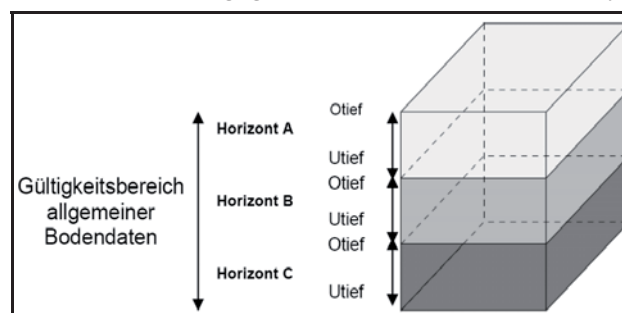 Gültigkeitsbereich
allgemeiner
Bodendaten
Horizont A
Horizont B
Horizont C
Otief
Utief
Otief
Utief
Otief
Utief